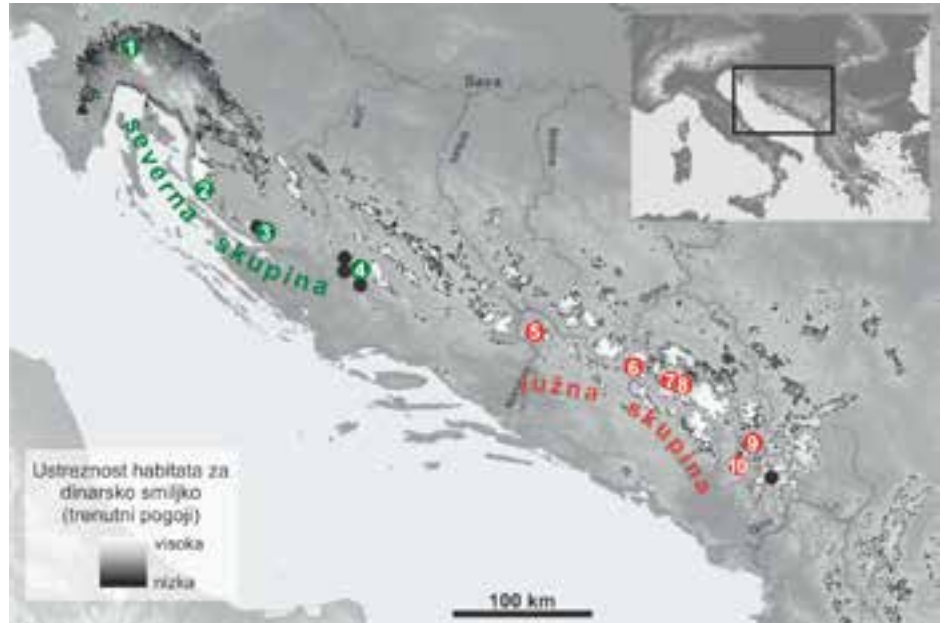 1
Sava
2
severna skupina
3
4
5
6
7
8
južna skupina
9
10
Ustreznost habitata za
dinarsko smiljko
(trenutni pogoji)
visoka
nizka
100 km